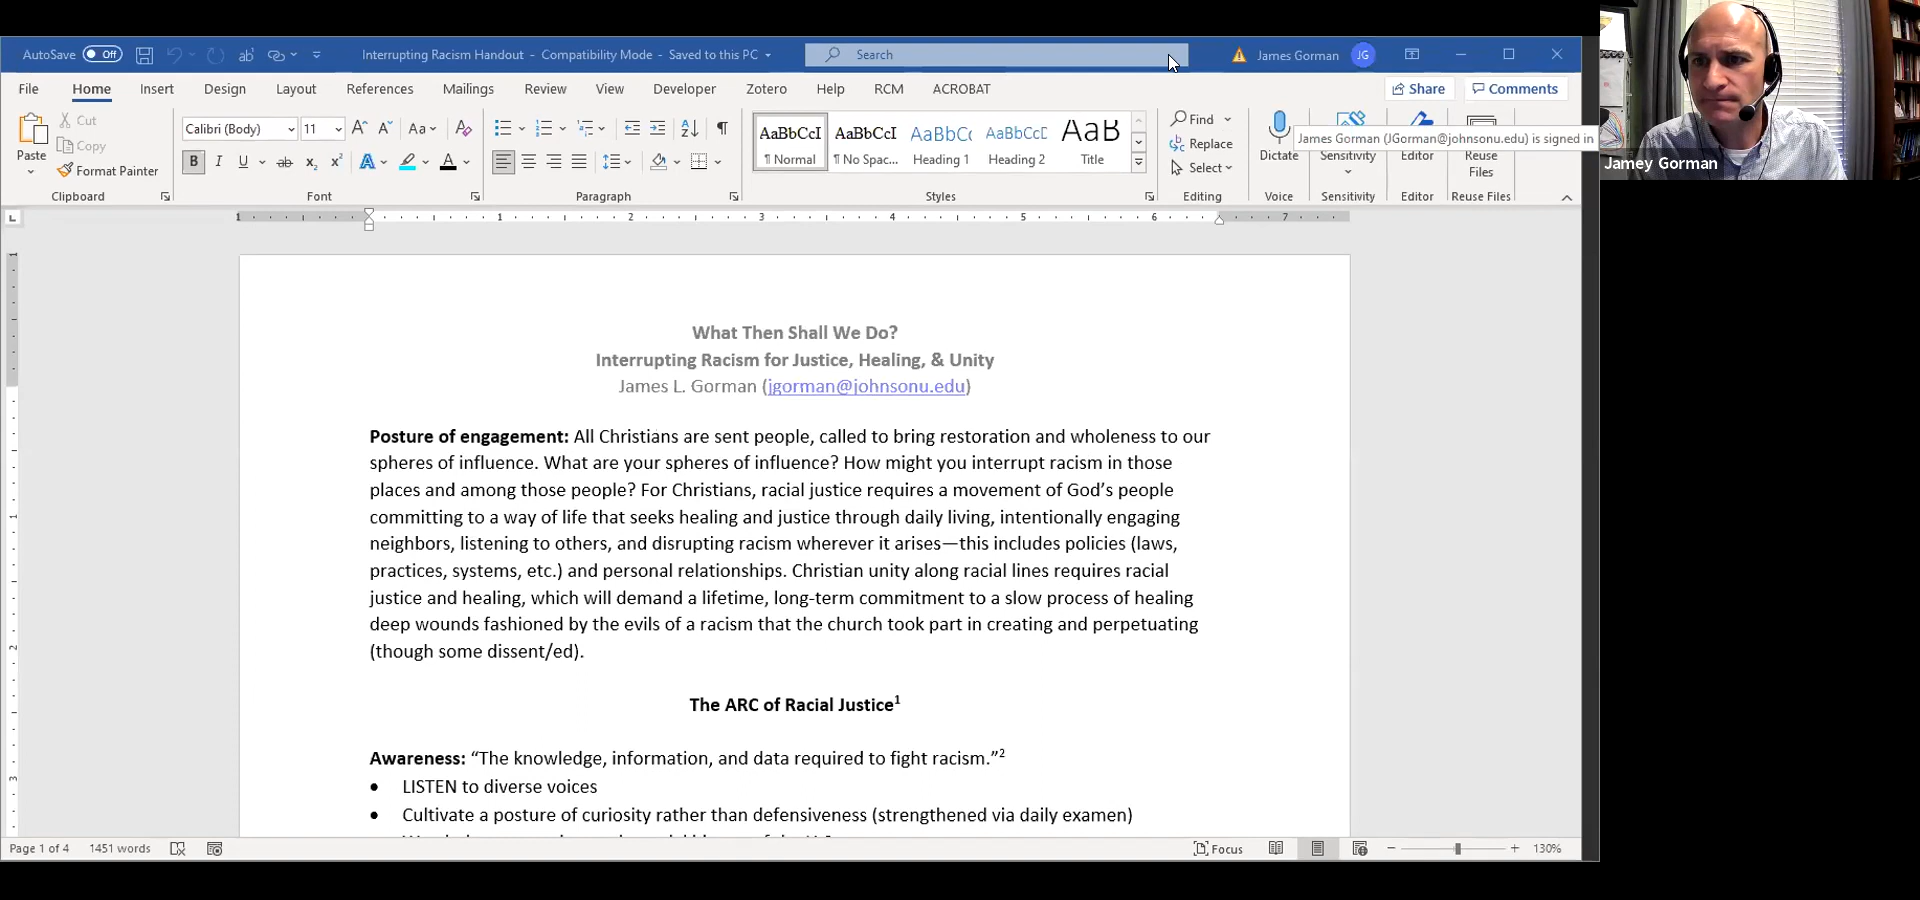 AutoSave Off Interrupting Racism Handout - Compatibility Mode - Saved to this PC Search James Gorman JG
File Home Insert Design Layout References Mailings Review View Developer Zotero Help RCM ACROBAT Share Comments
Paste
Cut
Copy
Format Painter
Clipboard
Calibri (Body) 11
Font
Paragraph
AaBbCcI AaBbCcI AaBbCc AaBbCcD AaB
¶ Normal ¶ No Spac... Heading 1 Heading 2 Title
Styles
Find
Replace
Select
Editing
Dictate
Voice
James Gorman (JGorman@johnsonu.edu) is signed in
Sensitivity
Sensitivity
Editor
Editor
Reuse
Files
Reuse Files
Jamey Gorman
1 1 2 3 4 5 6 7
What Then Shall We Do?
Interrupting Racism for Justice, Healing, & Unity
James L. Gorman (jgorman@johnsonu.edu)
Posture of engagement: All Christians are sent people, called to bring restoration and wholeness to our
spheres of influence. What are your spheres of influence? How might you interrupt racism in those
places and among those people? For Christians, racial justice requires a movement of God’s people
committing to a way of life that seeks healing and justice through daily living, intentionally engaging
neighbors, listening to others, and disrupting racism wherever it arises—this includes policies (laws,
practices, systems, etc.) and personal relationships. Christian unity along racial lines requires racial
justice and healing, which will demand a lifetime, long-term commitment to a slow process of healing
deep wounds fashioned by the evils of a racism that the church took part in creating and perpetuating
(though some dissent/ed).
The ARC of Racial Justice1
Awareness: “The knowledge, information, and data required to fight racism.”2
• LISTEN to diverse voices
• Cultivate a posture of curiosity rather than defensiveness (strengthened via daily examen)
Page 1 of 4 1451 words Focus 130%